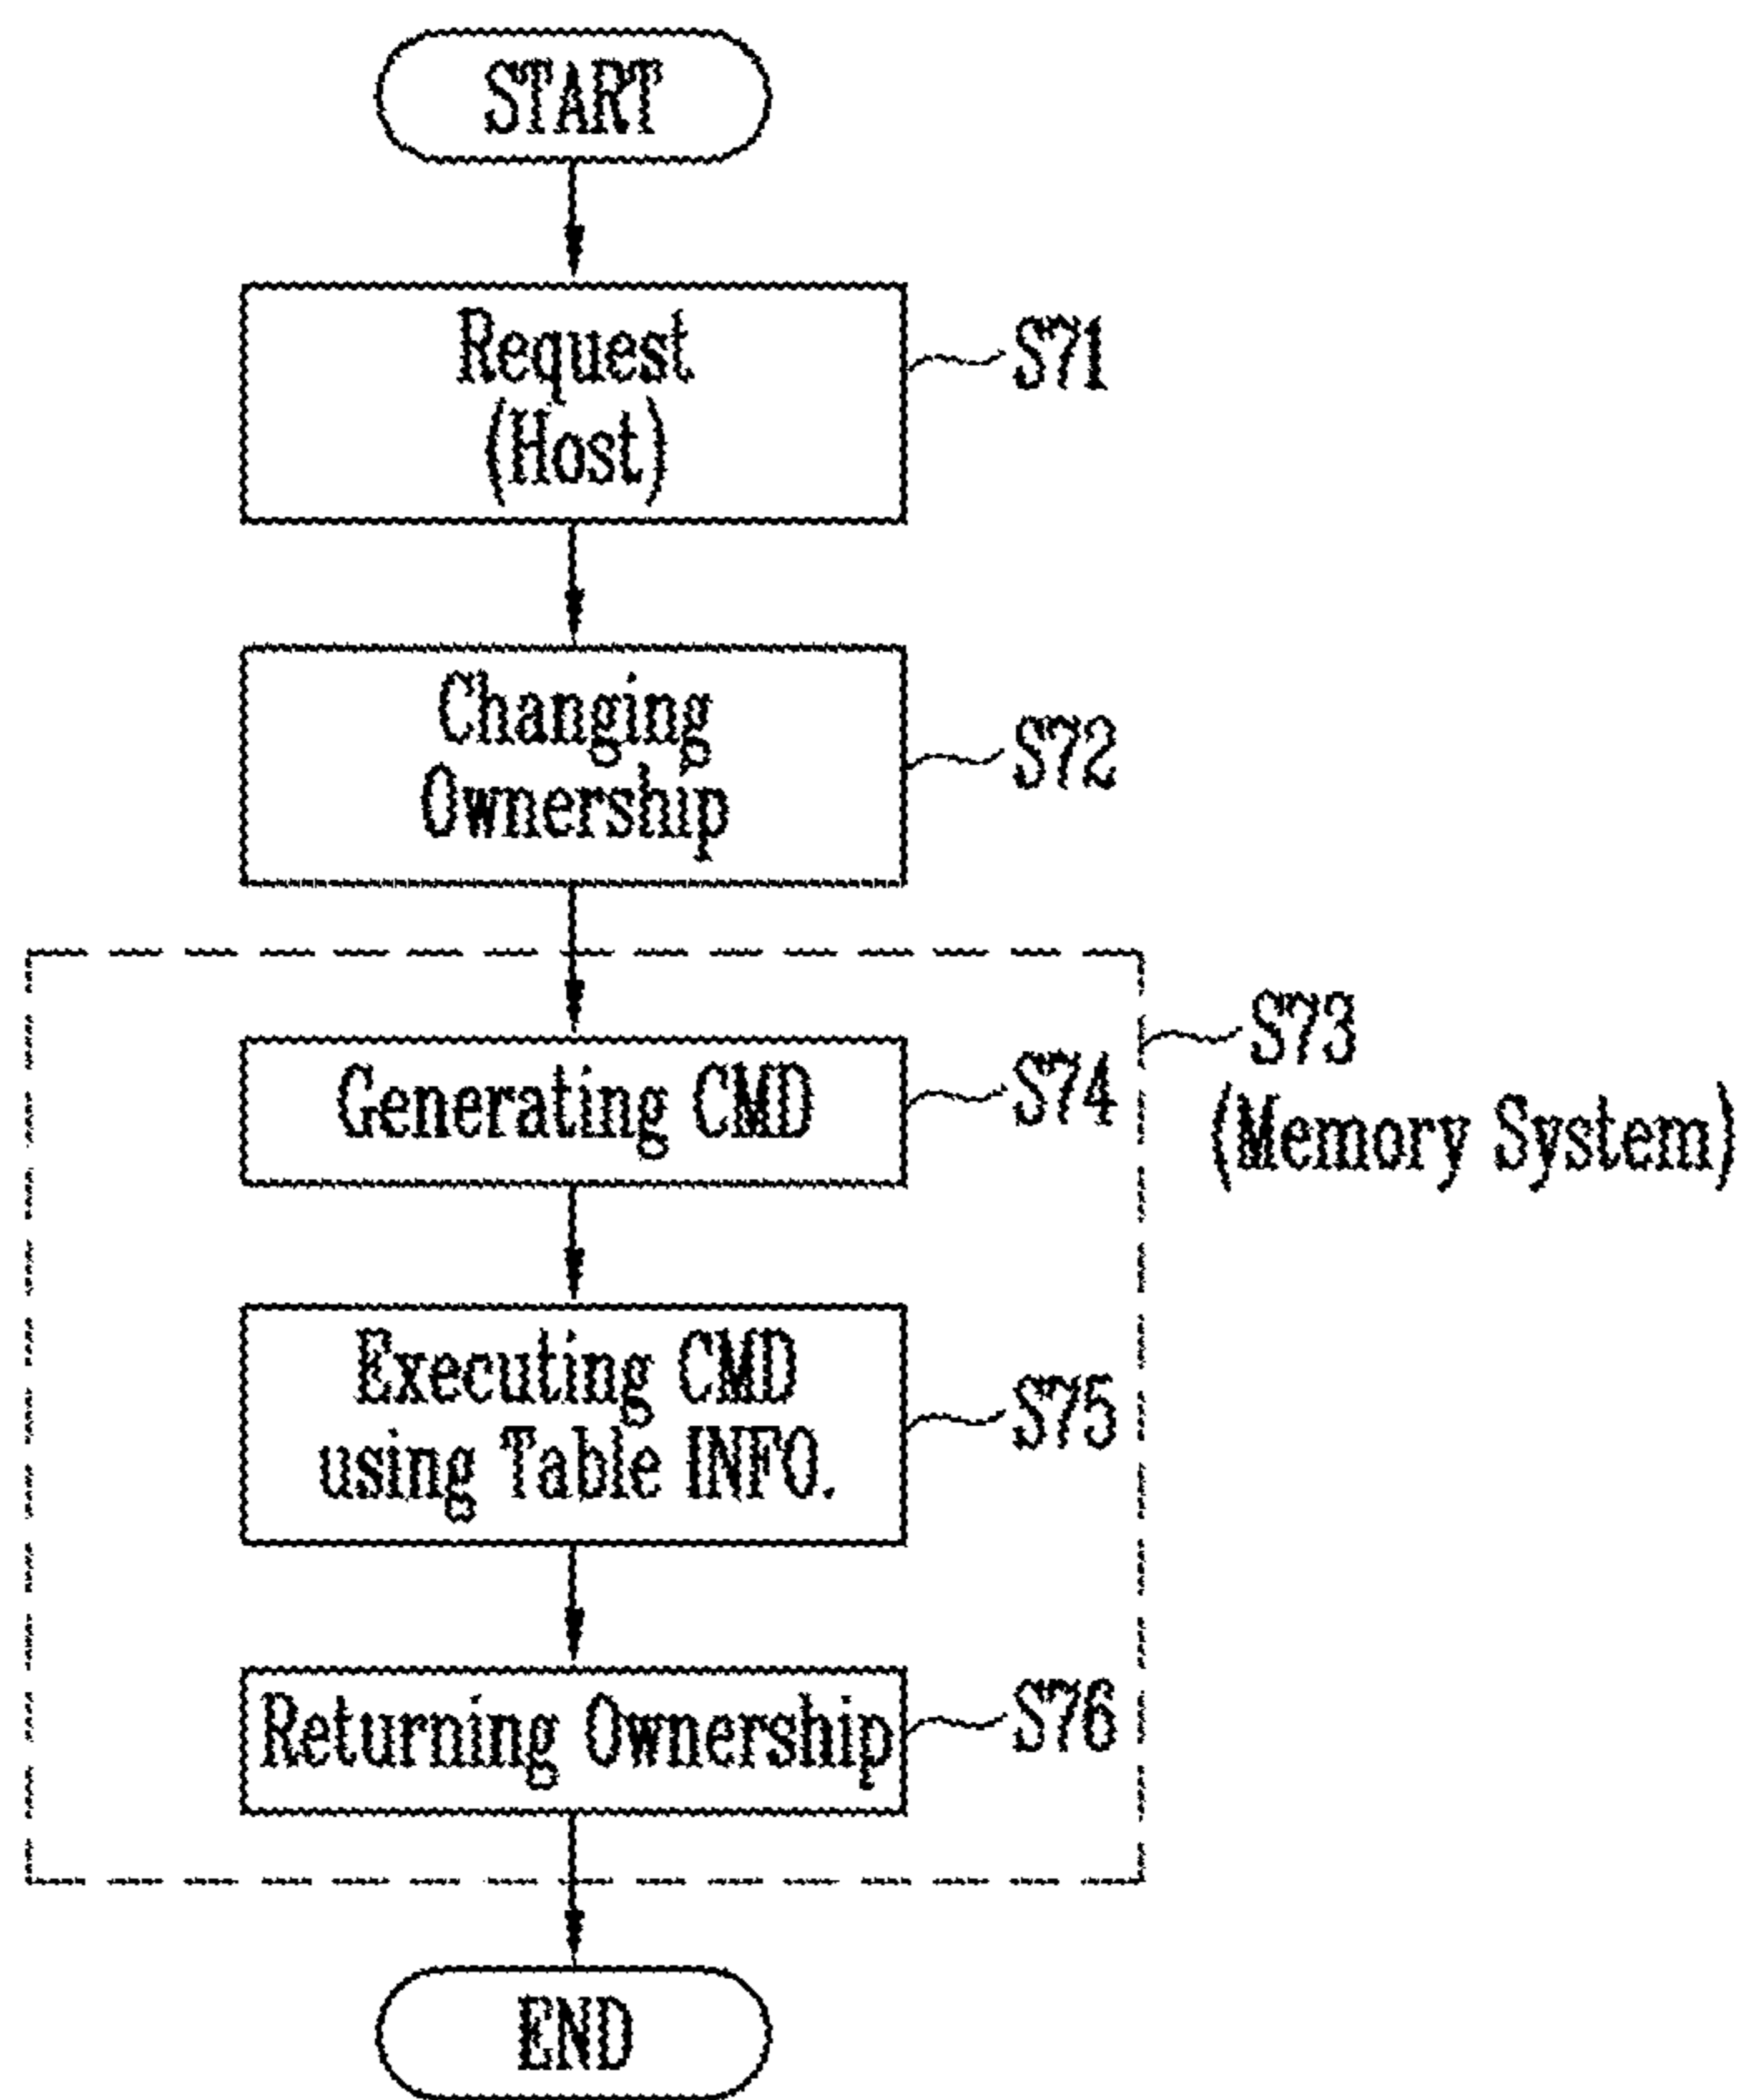 START
Request
(Host)
S71
Changing
Ownership
S72
S73
(Memory System)
Generating CMD
S74
Executing CMD
using Table INFO.
S75
Returning Ownership
S76
END